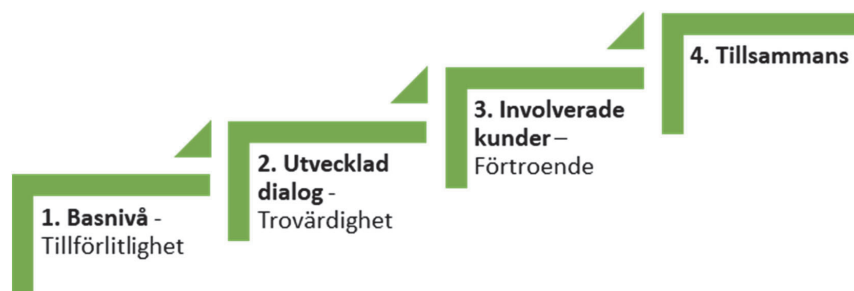 1. Basnivå -
Tillförlitlighet
2. Utvecklad
dialog -
Trovärdighet
3. Involverade
kunder –
Förtroende
4. Tillsammans